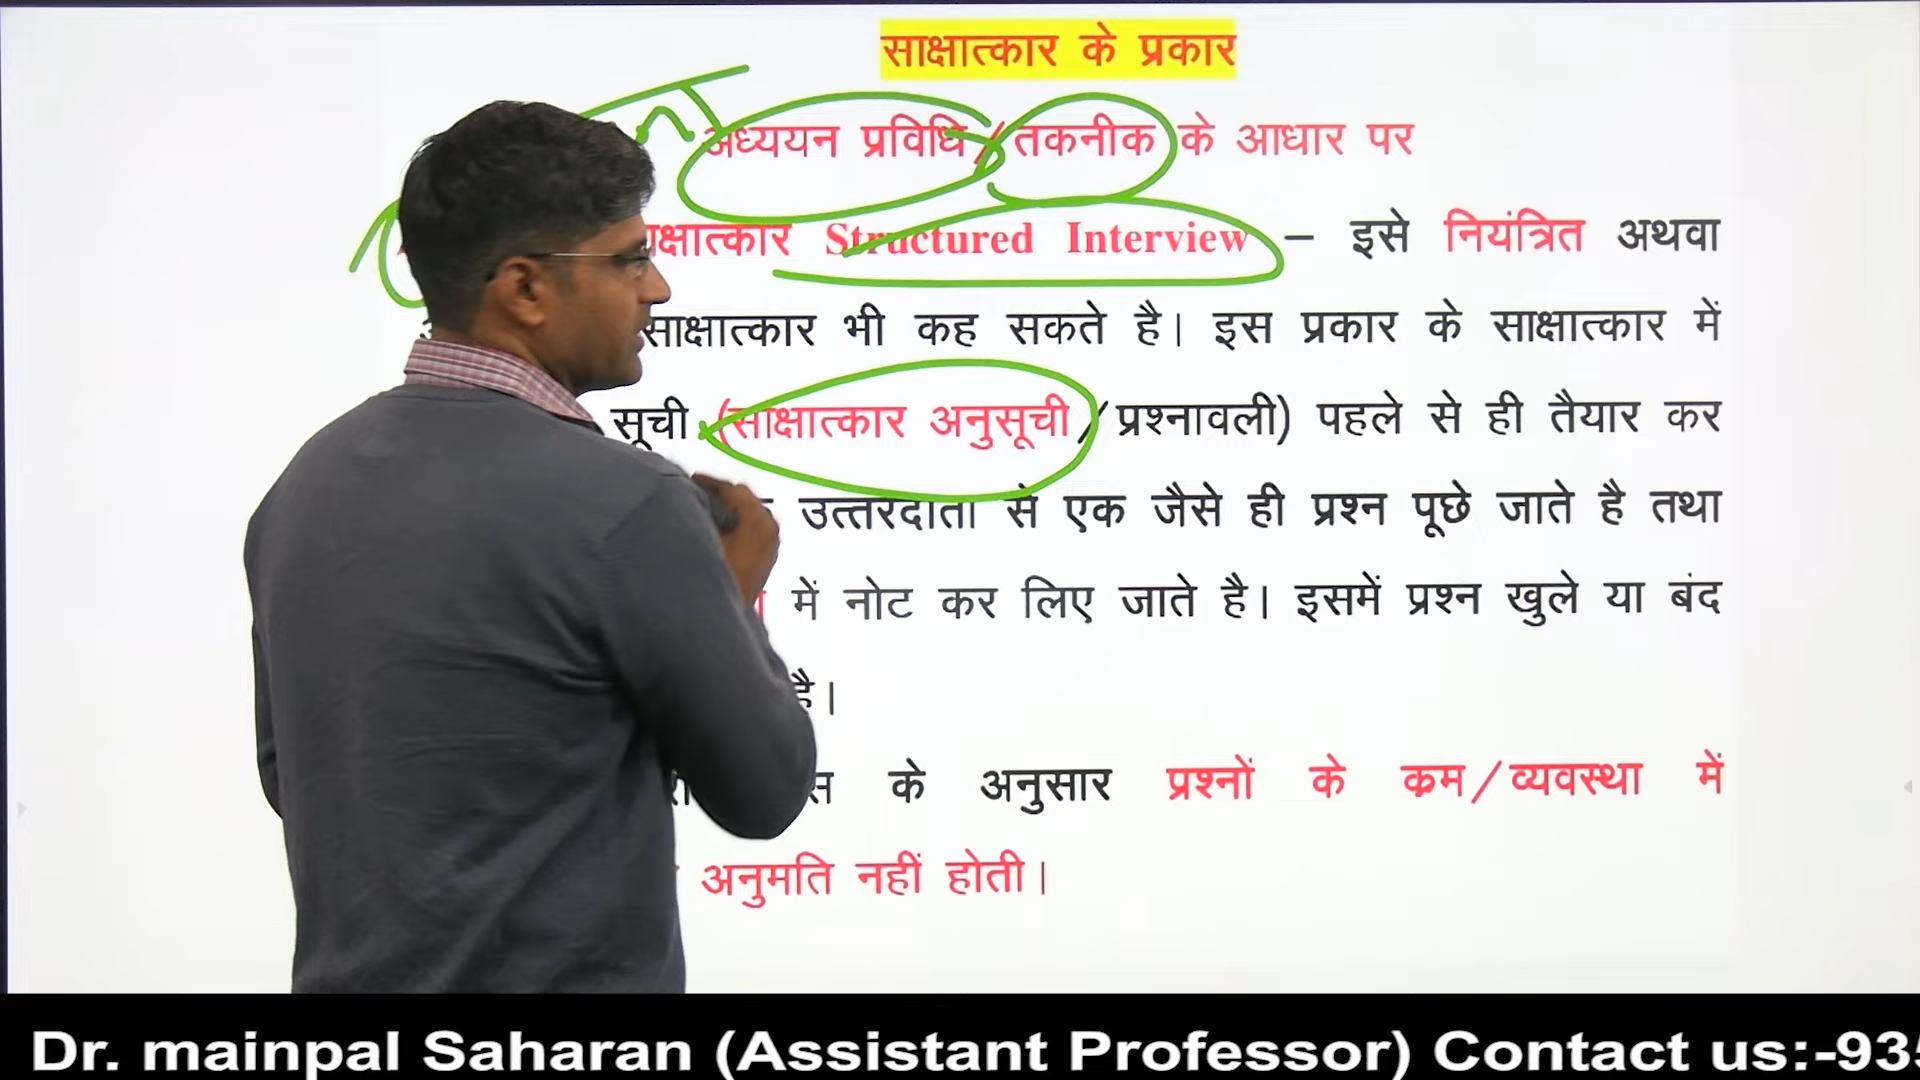 साक्षात्कार के प्रकार
अध्ययन प्रविधि/तकनीक के आधार पर
Structured Interview – इसे नियंत्रित अथवा
साक्षात्कार भी कह सकते है। इस प्रकार के साक्षात्कार में
सूची (साक्षात्कार अनुसूची/प्रश्नावली) पहले से ही तैयार कर
उत्तरदाता से एक जैसे ही प्रश्न पूछे जाते है तथा
में नोट कर लिए जाते है। इसमें प्रश्न खुले या बंद
है।
के अनुसार प्रश्नों के क्रम/व्यवस्था में
अनुमति नहीं होती।
Dr. mainpal Saharan (Assistant Professor) Contact us:-935